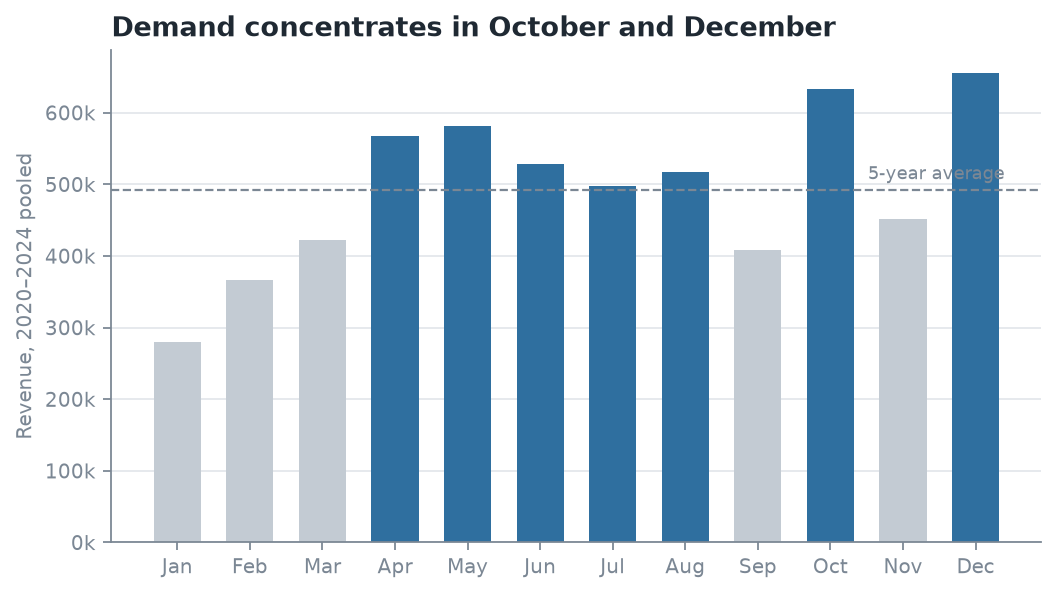 Demand concentrates in October and December
Revenue, 2020–2024 pooled
600k
500k
400k
300k
200k
100k
0k
5-year average
Jan Feb Mar Apr May Jun Jul Aug Sep Oct Nov Dec